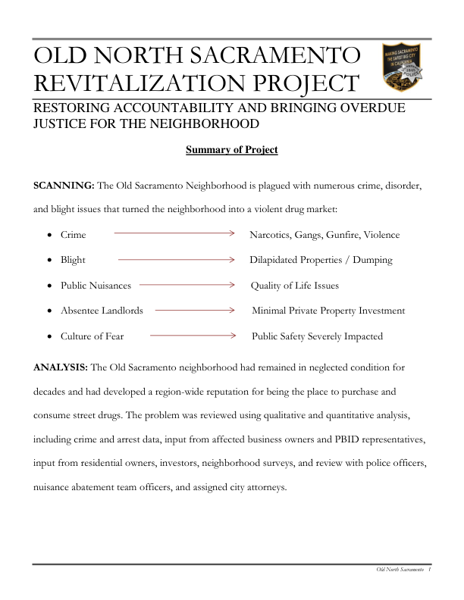 OLD NORTH SACRAMENTO
REVITALIZATION PROJECT
RESTORING ACCOUNTABILITY AND BRINGING OVERDUE
JUSTICE FOR THE NEIGHBORHOOD
Summary of Project
SCANNING: The Old Sacramento Neighborhood is plagued with numerous crime, disorder,
and blight issues that turned the neighborhood into a violent drug market:
• Crime Narcotics, Gangs, Gunfire, Violence
• Blight Dilapidated Properties / Dumping
• Public Nuisances Quality of Life Issues
• Absentee Landlords Minimal Private Property Investment
• Culture of Fear Public Safety Severely Impacted
ANALYSIS: The Old Sacramento neighborhood had remained in neglected condition for
decades and had developed a region-wide reputation for being the place to purchase and
consume street drugs. The problem was reviewed using qualitative and quantitative analysis,
including crime and arrest data, input from affected business owners and PBID representatives,
input from residential owners, investors, neighborhood surveys, and review with police officers,
nuisance abatement team officers, and assigned city attorneys.
Old North Sacramento 1